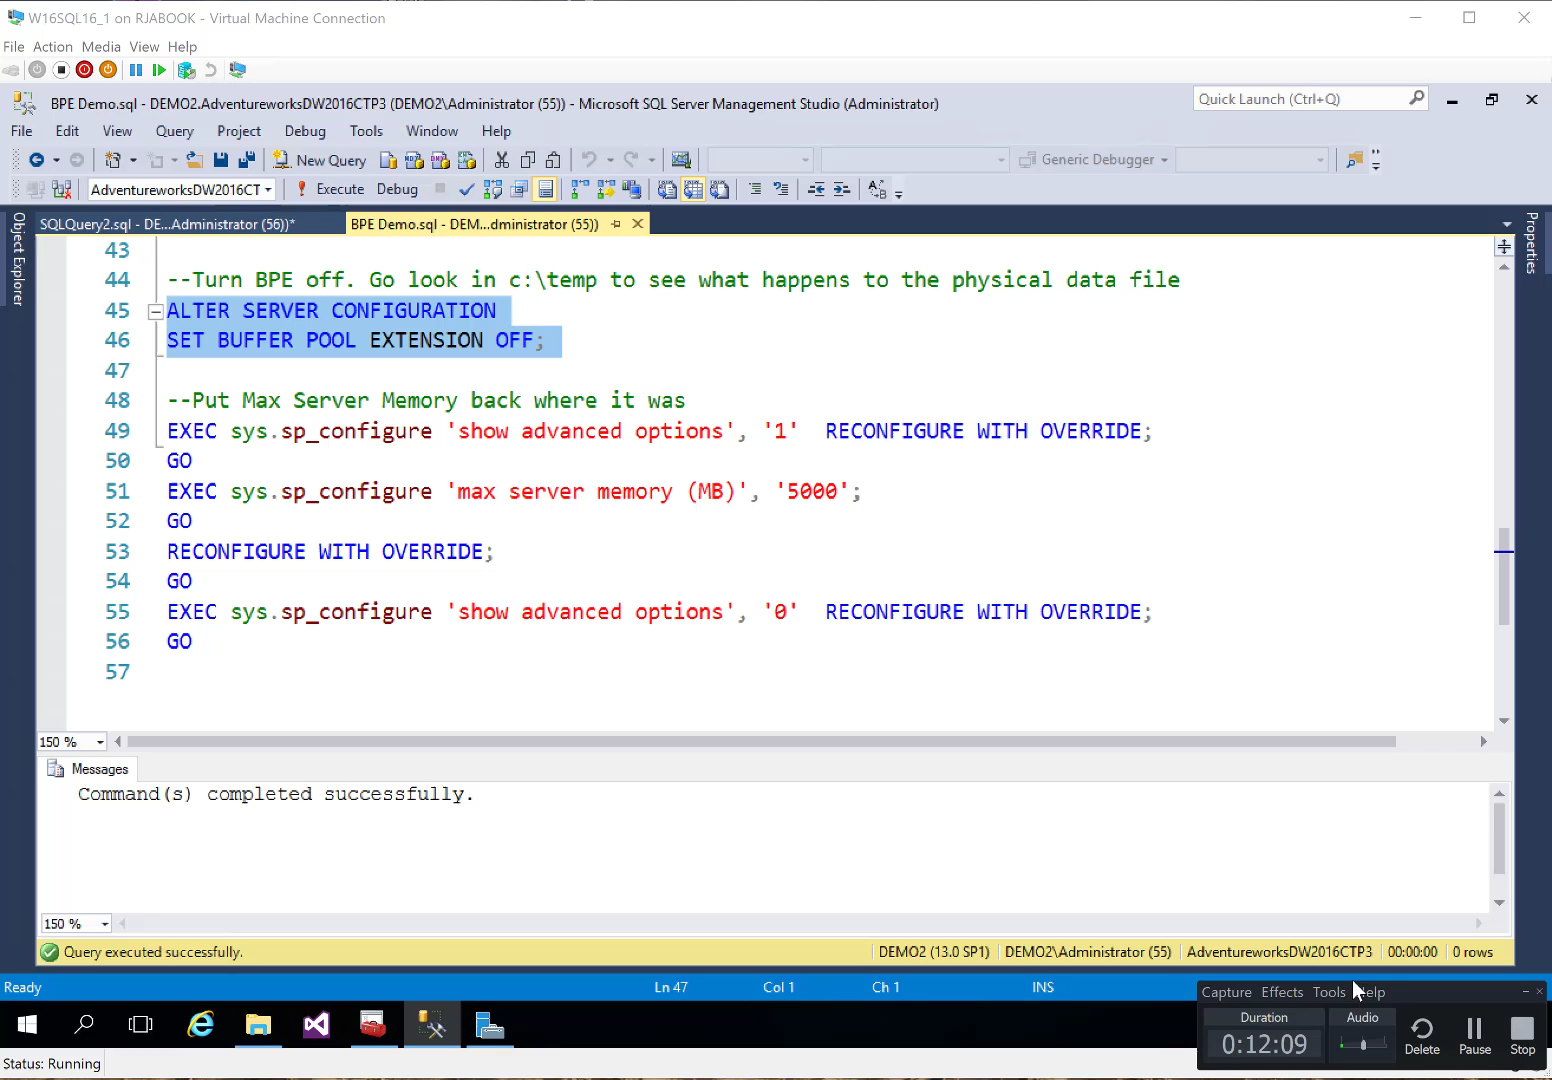 W16SQL16_1 on RJABOOK - Virtual Machine Connection
File Action Media View Help
BPE Demo.sql - DEMO2.AdventureworksDW2016CTP3 (DEMO2\Administrator (55)) - Microsoft SQL Server Management Studio (Administrator)
Quick Launch (Ctrl+Q)
File Edit View Query Project Debug Tools Window Help
New Query
Generic Debugger
AdventureworksDW2016CT
Execute Debug
SQLQuery2.sql - DE...Administrator (56))*
BPE Demo.sql - DEM...dministrator (55))
Object Explorer
Properties
43
44 --Turn BPE off. Go look in c:\temp to see what happens to the physical data file
45 ALTER SERVER CONFIGURATION
46 SET BUFFER POOL EXTENSION OFF;
47
48 --Put Max Server Memory back where it was
49 EXEC sys.sp_configure 'show advanced options', '1'  RECONFIGURE WITH OVERRIDE;
50 GO
51 EXEC sys.sp_configure 'max server memory (MB)', '5000';
52 GO
53 RECONFIGURE WITH OVERRIDE;
54 GO
55 EXEC sys.sp_configure 'show advanced options', '0'  RECONFIGURE WITH OVERRIDE;
56 GO
57
150 %
Messages
Command(s) completed successfully.
150 %
Query executed successfully.
DEMO2 (13.0 SP1)
DEMO2\Administrator (55)
AdventureworksDW2016CTP3
00:00:00
0 rows
Ready
Ln 47
Col 1
Ch 1
INS
Capture Effects Tools
Duration
Audio
0:12:09
Delete
Pause
Stop
Status: Running